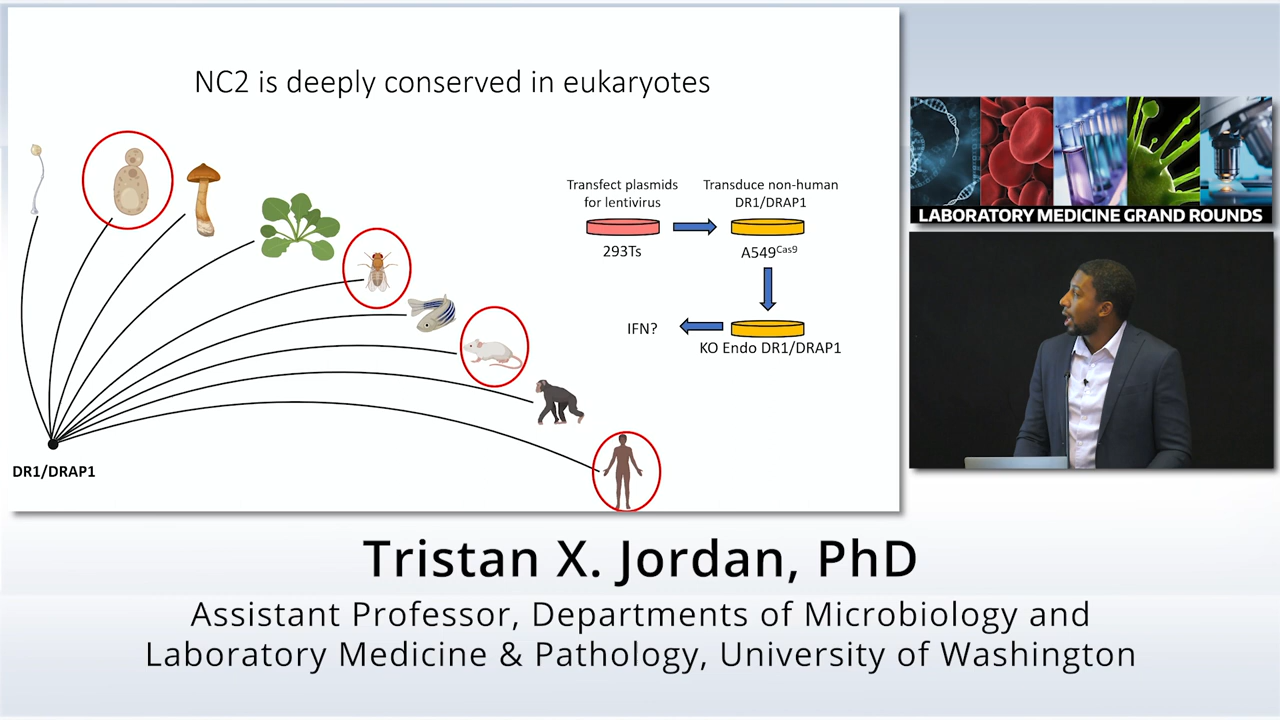 NC2 is deeply conserved in eukaryotes
Transfect plasmids
for lentivirus
Transduce non-human
DR1/DRAP1
293Ts
A549Cas9
IFN?
KO Endo DR1/DRAP1
DR1/DRAP1
LABORATORY MEDICINE GRAND ROUNDS
Tristan X. Jordan, PhD
Assistant Professor, Departments of Microbiology and
Laboratory Medicine & Pathology, University of Washington